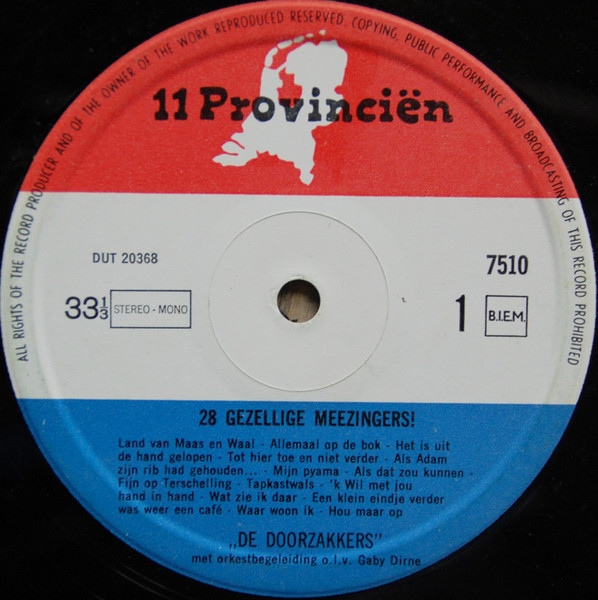 ALL RIGHTS OF THE RECORD PRODUCER AND OF THE OWNER OF THE WORK REPRODUCED RESERVED. COPYING, PUBLIC PERFORMANCE AND BROADCASTING OF THIS RECORD PROHIBITED
11 Provinciën
DUT 20368
7510
33⅓ STEREO - MONO
1 B.I.E.M.
28 GEZELLIGE MEEZINGERS!
Land van Maas en Waal - Allemaal op de bok - Het is uit
de hand gelopen - Tot hier toe en niet verder - Als Adam
zijn rib had gehouden... - Mijn pyama - Als dat zou kunnen -
Fijn op Terschelling - Tapkastwals - 'k Wil met jou
hand in hand - Wat zie ik daar - Een klein eindje verder
was weer een café - Waar woon ik - Hou maar op
„DE DOORZAKKERS"
met orkestbegeleiding o.l.v. Gaby Dirne